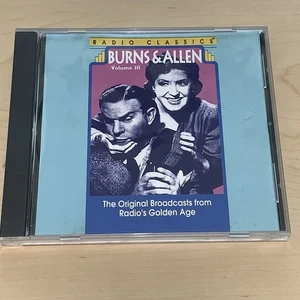 RADIO CLASSICS
BURNS & ALLEN
Volume III
The Original Broadcasts from
Radio's Golden Age